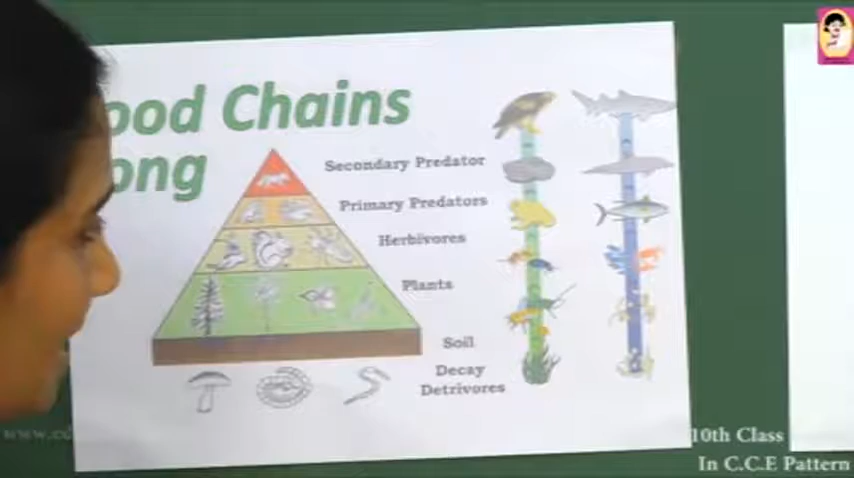 ood Chains
ong
Secondary Predator
Primary Predators
Herbivores
Plants
Soil
Decay
Detrivores
10th Class
In C.C.E Pattern